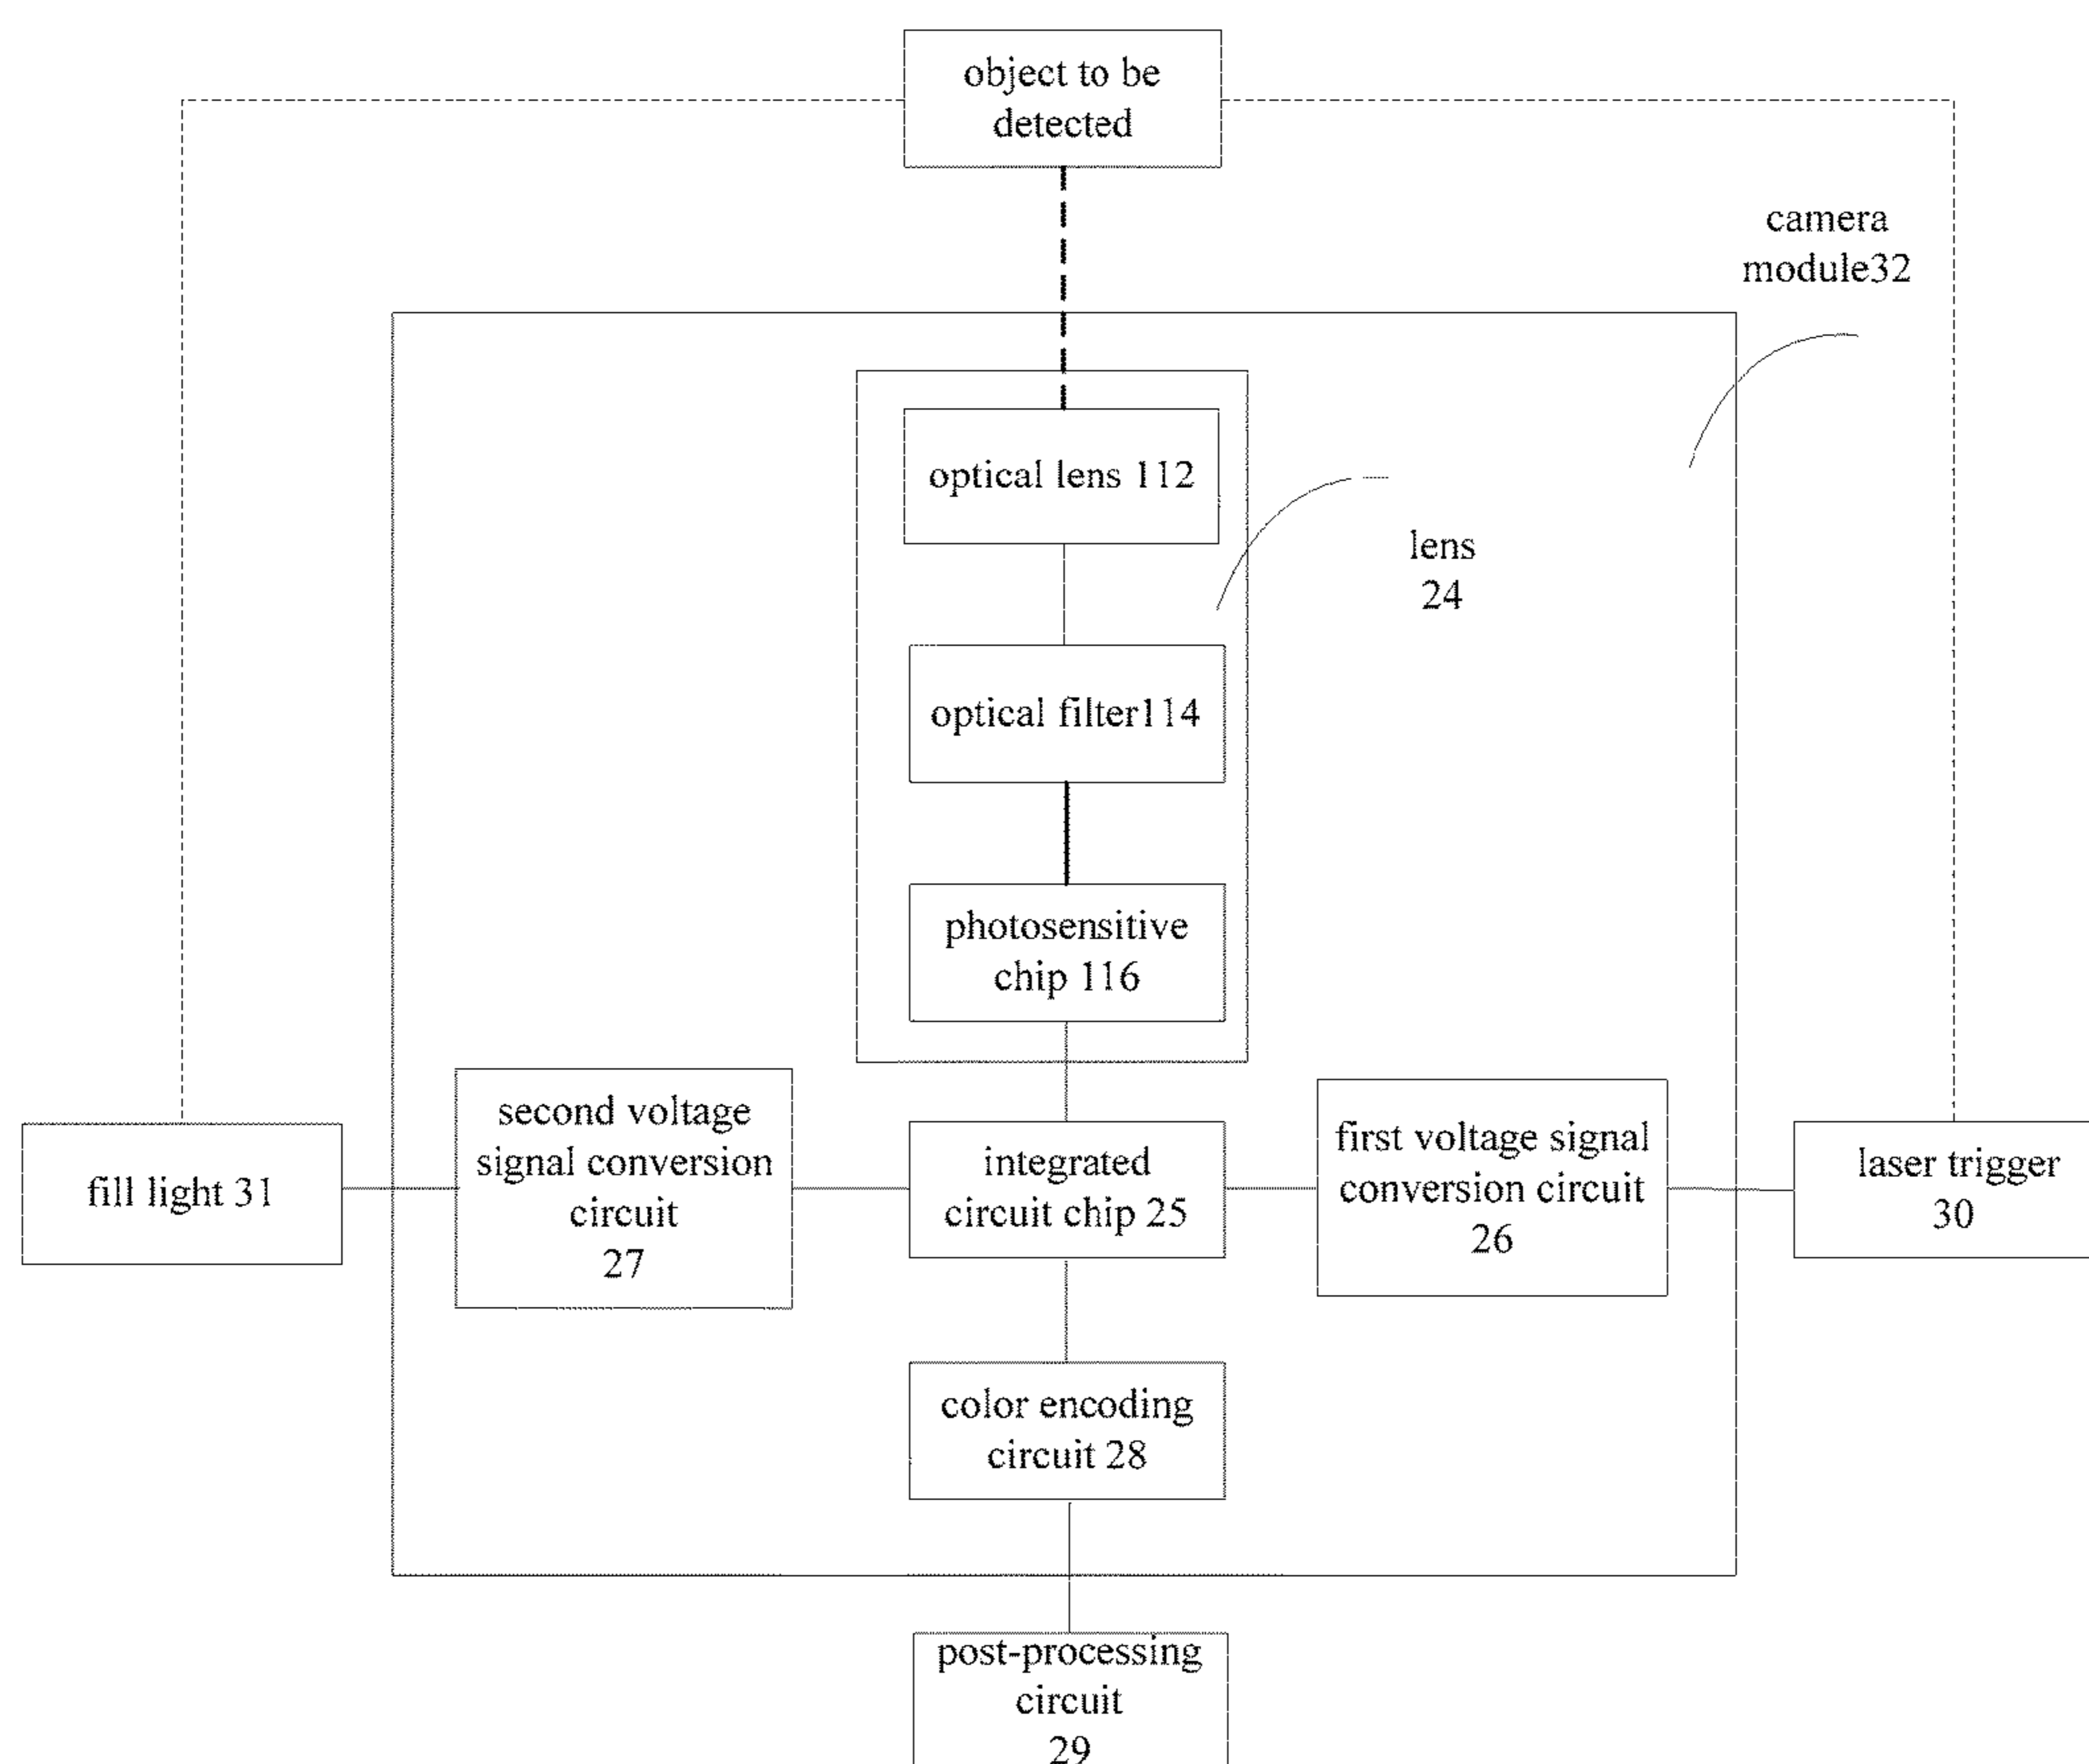 object to be
detected
camera
module32
optical lens 112
lens
24
optical filter114
photosensitive
chip 116
second voltage
signal conversion
circuit
27
fill light 31
integrated
circuit chip 25
first voltage signal
conversion circuit
26
laser trigger
30
color encoding
circuit 28
post-processing
circuit
29